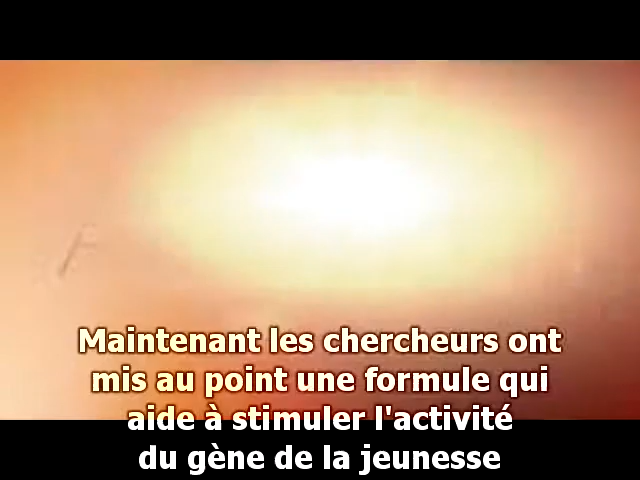 Maintenant les chercheurs ont
mis au point une formule qui
aide à stimuler l'activité
du gène de la jeunesse